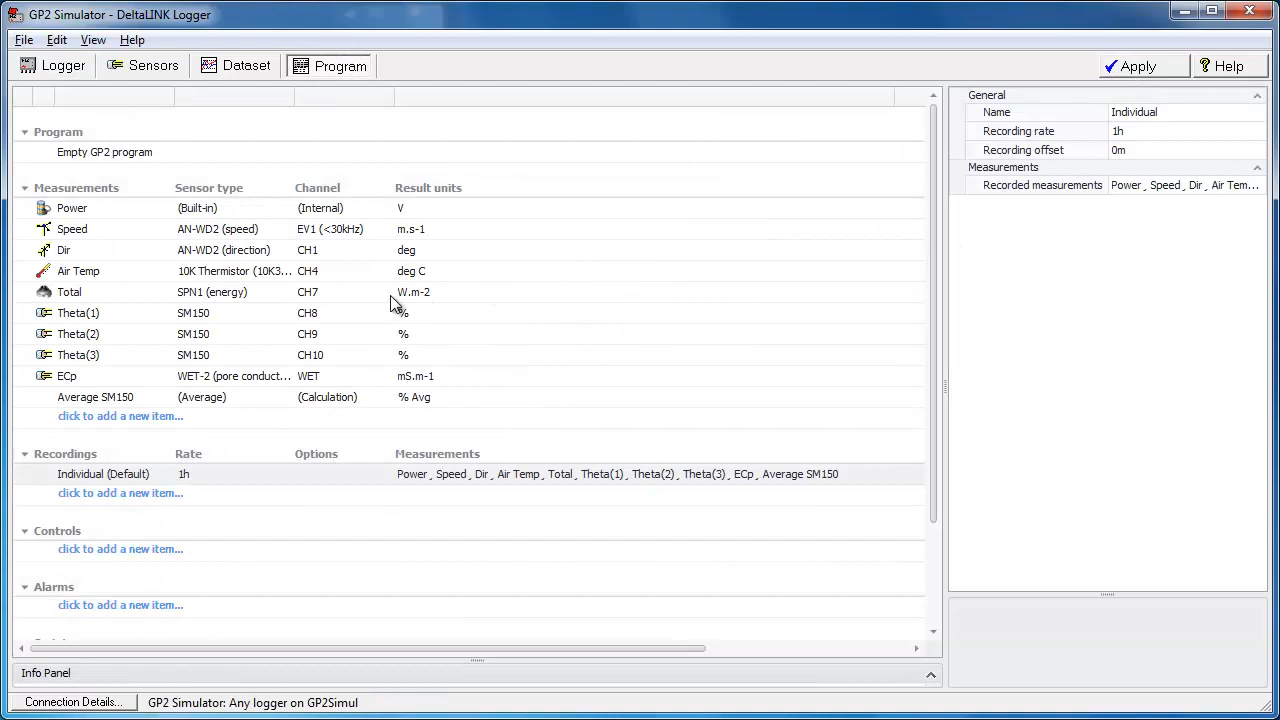 GP2 Simulator - DeltaLINK Logger
File Edit View Help
Logger Sensors Dataset Program Apply ? Help
Program
Empty GP2 program
Measurements Sensor type Channel Result units
Power (Built-in) (Internal) V
Speed AN-WD2 (speed) EV1 (<30kHz) m.s-1
Dir AN-WD2 (direction) CH1 deg
Air Temp 10K Thermistor (10K3... CH4 deg C
Total SPN1 (energy) CH7 W.m-2
Theta(1) SM150 CH8 %
Theta(2) SM150 CH9 %
Theta(3) SM150 CH10 %
ECp WET-2 (pore conduct... WET mS.m-1
Average SM150 (Average) (Calculation) % Avg
click to add a new item...
Recordings Rate Options Measurements
Individual (Default) 1h Power, Speed, Dir, Air Temp, Total, Theta(1), Theta(2), Theta(3), ECp, Average SM150
click to add a new item...
Controls
click to add a new item...
Alarms
click to add a new item...
General
Name Individual
Recording rate 1h
Recording offset 0m
Measurements
Recorded measurements Power, Speed, Dir, Air Tem...
Info Panel
Connection Details... GP2 Simulator: Any logger on GP2Simul